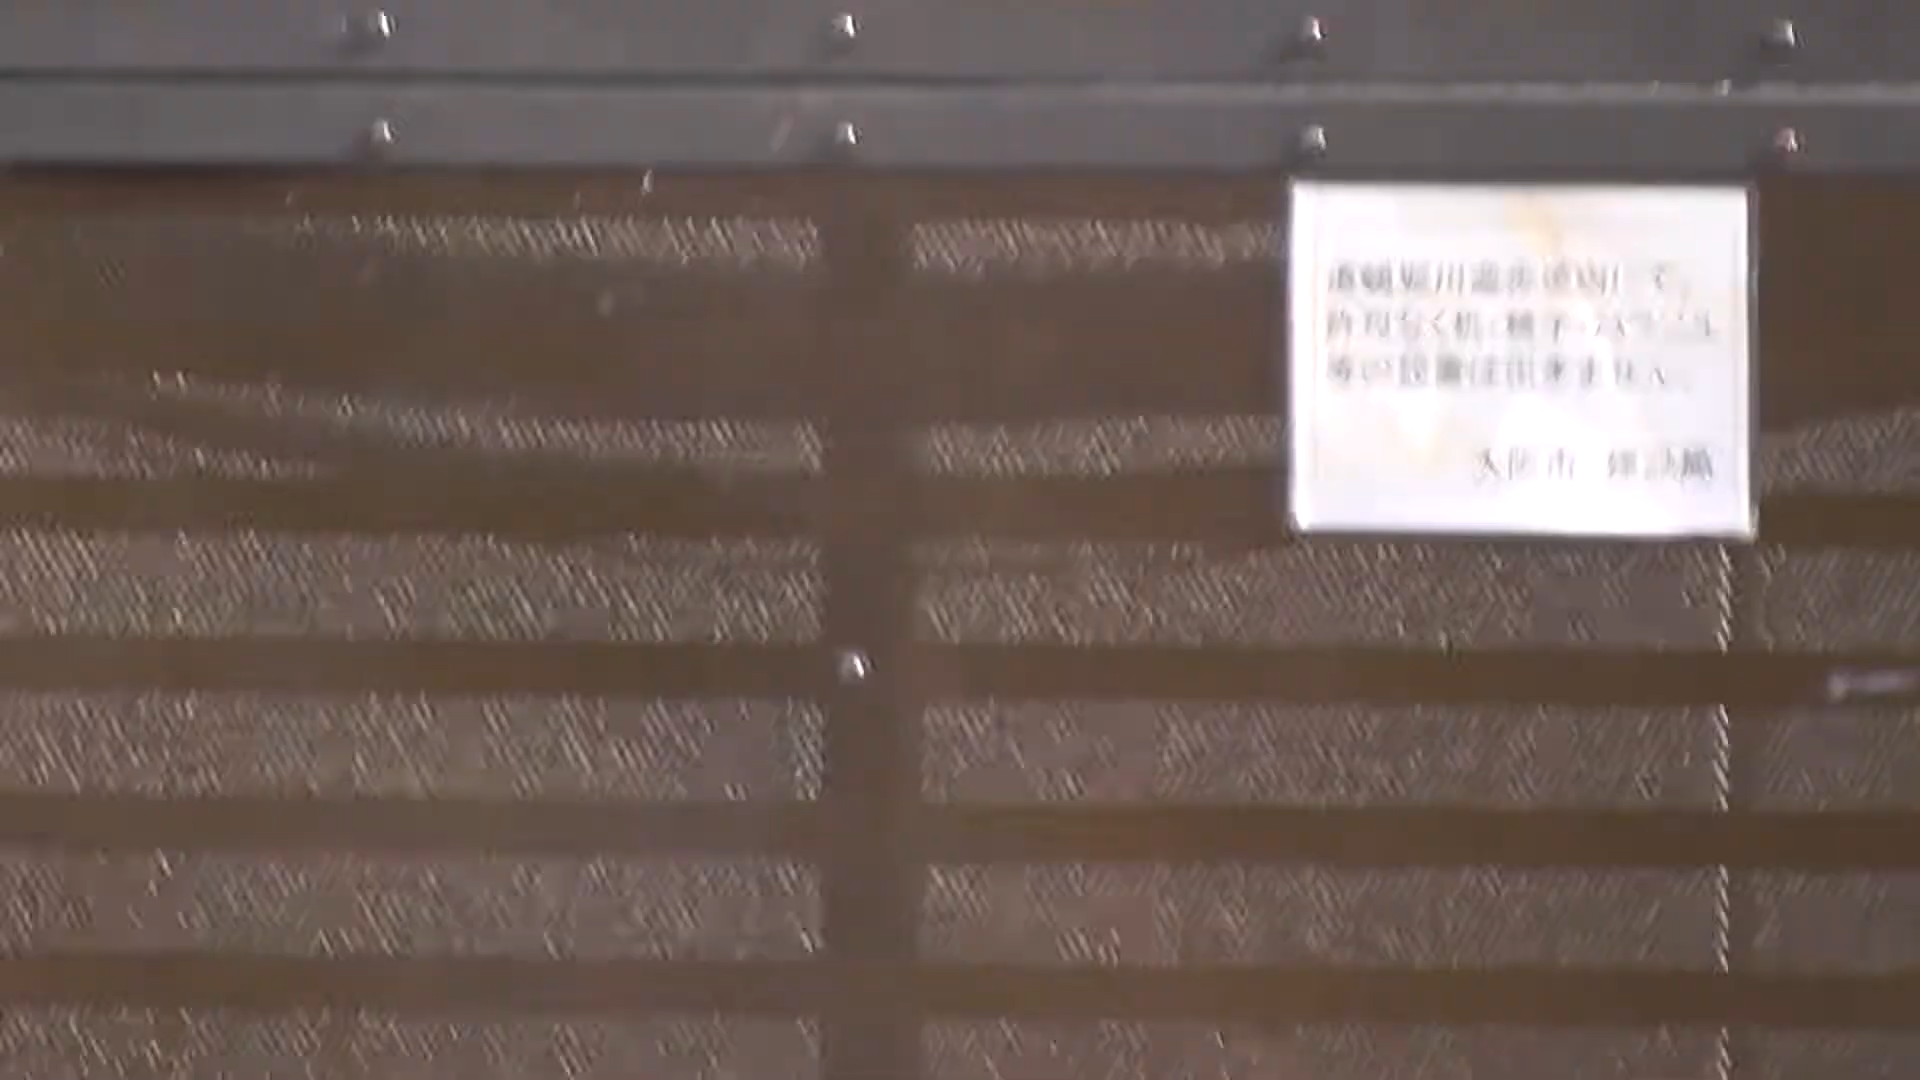 道頓堀川遊歩道内にて、
許可なく机・椅子・
等の設置は出来ません。
大阪市 建設局